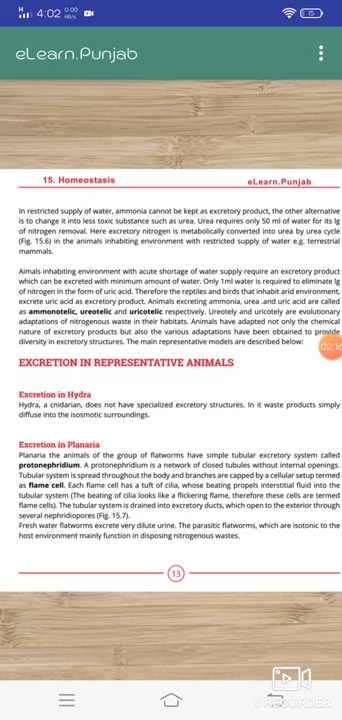 H 4:02 0.00 KB/s 15
eLearn.Punjab
15. Homeostasis eLearn.Punjab
In restricted supply of water, ammonia cannot be kept as excretory product, the other alternative
is to change it into less toxic substance such as urea. Urea requires only 50 ml of water for its lg
of nitrogen removal. Here excretory nitrogen is metabolically converted into urea by urea cycle
(Fig. 15.6) in the animals inhabiting environment with restricted supply of water e.g. terrestrial
mammals.
Aimals inhabiting environment with acute shortage of water supply require an excretory product
which can be excreted with minimum amount of water. Only 1ml water is required to eliminate lg
of nitrogen in the form of uric acid. Therefore the reptiles and birds that inhabit arid environment,
excrete uric acid as excretory product. Animals excreting ammonia, urea .and uric acid are called
as ammonotelic, ureotelic and uricotelic respectively. Ureotely and uricotely are evolutionary
adaptations of nitrogenous waste in their habitats. Animals have adapted not only the chemical
nature of excretory products but also the various adaptations have been obtained to provide
diversity in excretory structures. The main representative models are described below:
02:16
EXCRETION IN REPRESENTATIVE ANIMALS
Excretion in Hydra
Hydra, a cnidarian, does not have specialized excretory structures. In it waste products simply
diffuse into the isosmotic surroundings.
Excretion in Planaria
Planaria the animals of the group of flatworms have simple tubular excretory system called
protonephridium. A protonephridium is a network of closed tubules without internal openings.
Tubular system is spread throughout the body and branches are capped by a cellular setup termed
as flame cell. Each flame cell has a tuft of cilia, whose beating propels interstitial fluid into the
tubular system (The beating of cilia looks like a flickering flame, therefore these cells are termed
flame cells). The tubular system is drained into excretory ducts, which open to the exterior through
several nephridiopores (Fig. 15.7).
Fresh water flatworms excrete very dilute urine. The parasitic flatworms, which are isotonic to the
host environment mainly function in disposing nitrogenous wastes.
13
V RECORDER